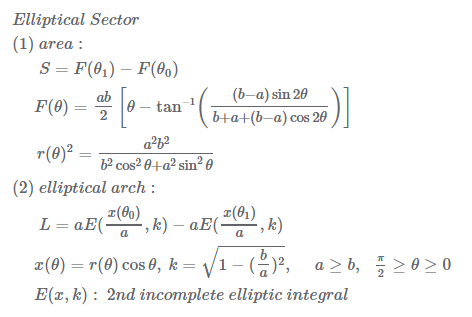 Elliptical Sector
(1) area :
S = F(θ₁) − F(θ₀)
F(θ) = ab/2 [θ − tan⁻¹((b−a) sin 2θ / b+a+(b−a) cos 2θ)]
r(θ)² = a²b² / b² cos² θ+a² sin² θ
(2) elliptical arch :
L = aE(x(θ₀)/a, k) − aE(x(θ₁)/a, k)
x(θ) = r(θ) cos θ, k = √(1 − (b/a)²), a ≥ b, π/2 ≥ θ ≥ 0
E(x, k) : 2nd incomplete elliptic integral